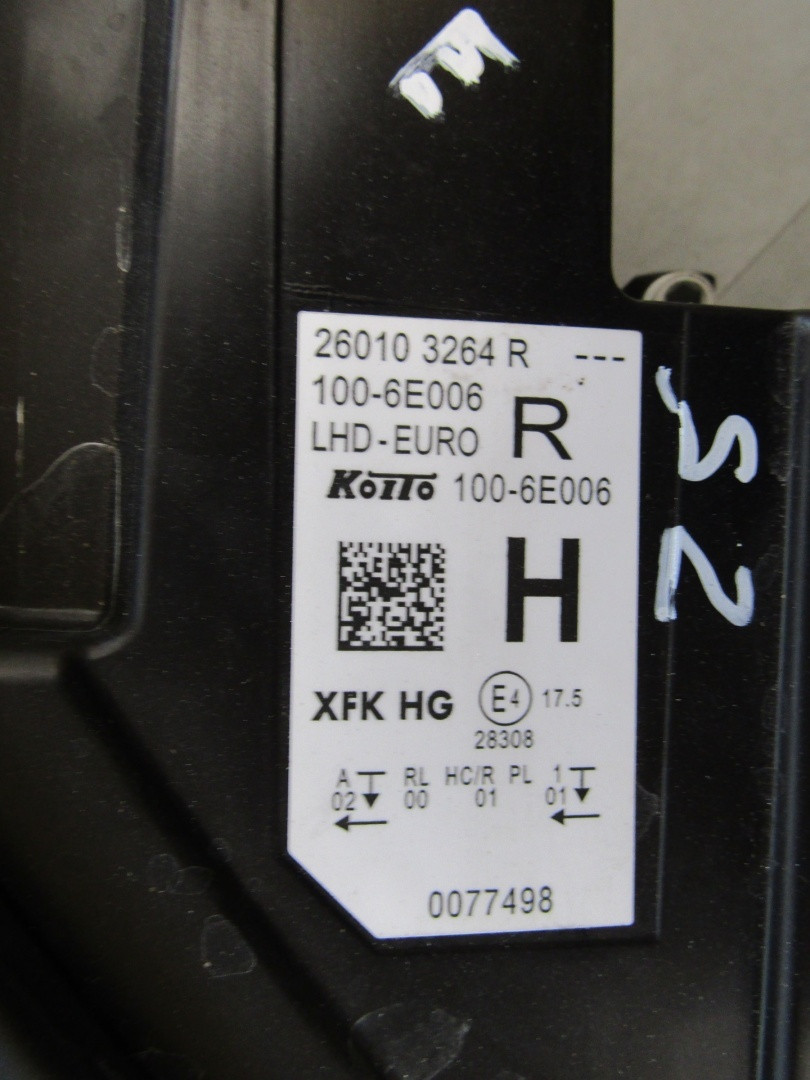 26010 3264 R ---
100-6E006
LHD-EURO R
KOITO 100-6E006
H
XFK HG E4 17.5
28308
A RL HC/R PL 1
02 00 01 01
0077498
52